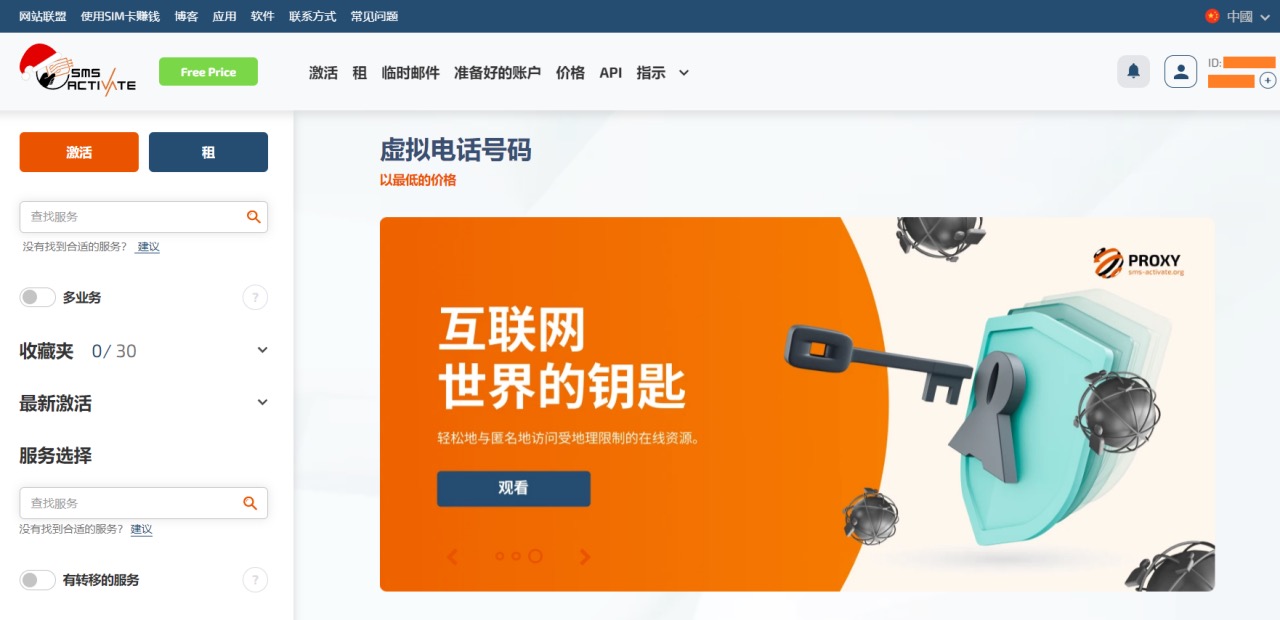 网站联盟 使用SIM卡赚钱 博客 应用 软件 联系方式 常见问题 中國
SMS
ACTIVATE
Free Price
激活 租 临时邮件 准备好的账户 价格 API 指示
ID:
激活 租
查找服务
没有找到合适的服务? 建议
多业务 ?
收藏夹 0/ 30
最新激活
服务选择
查找服务
没有找到合适的服务? 建议
有转移的服务 ?
虚拟电话号码
以最低的价格
PROXY
sms-activate.org
互联网
世界的钥匙
轻松地与匿名地访问受地理限制的在线资源。
观看